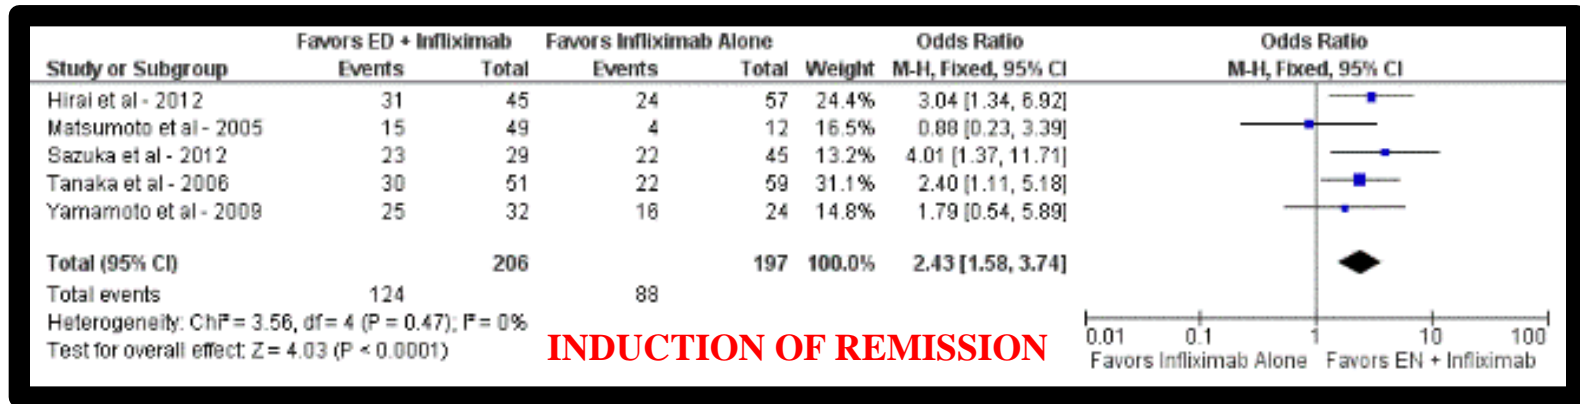 Favors ED + Infliximab Favors Infliximab Alone Odds Ratio Odds Ratio
Study or Subgroup Events Total Events Total Weight M-H, Fixed, 95% CI M-H, Fixed, 95% CI
Hirai et al - 2012 31 45 24 57 24.4% 3.04 [1.34, 6.92]
Matsumoto et al - 2005 15 49 4 12 16.5% 0.88 [0.23, 3.39]
Sazuka et al - 2012 23 29 22 45 13.2% 4.01 [1.37, 11.71]
Tanaka et al - 2006 30 51 22 59 31.1% 2.40 [1.11, 5.18]
Yamamoto et al - 2009 25 32 16 24 14.8% 1.79 [0.54, 5.89]
Total (95% CI) 206 197 100.0% 2.43 [1.58, 3.74]
Total events 124 88
Heterogeneity: Chi² = 3.56, df = 4 (P = 0.47); I² = 0%
Test for overall effect: Z = 4.03 (P < 0.0001)
INDUCTION OF REMISSION
0.01 0.1 1 10 100
Favors Infliximab Alone Favors EN + Infliximab